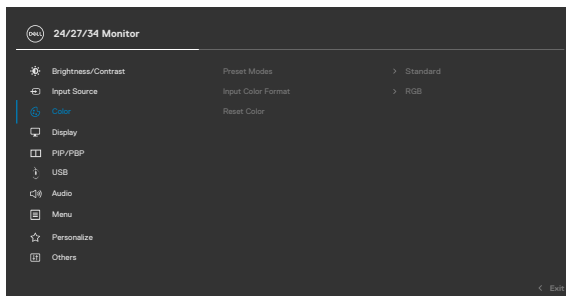 DELL 24/27/34 Monitor
Brightness/Contrast Preset Modes > Standard
Input Source Input Color Format > RGB
Color Reset Color
Display
PIP/PBP
USB
Audio
Menu
Personalize
Others
< Exit